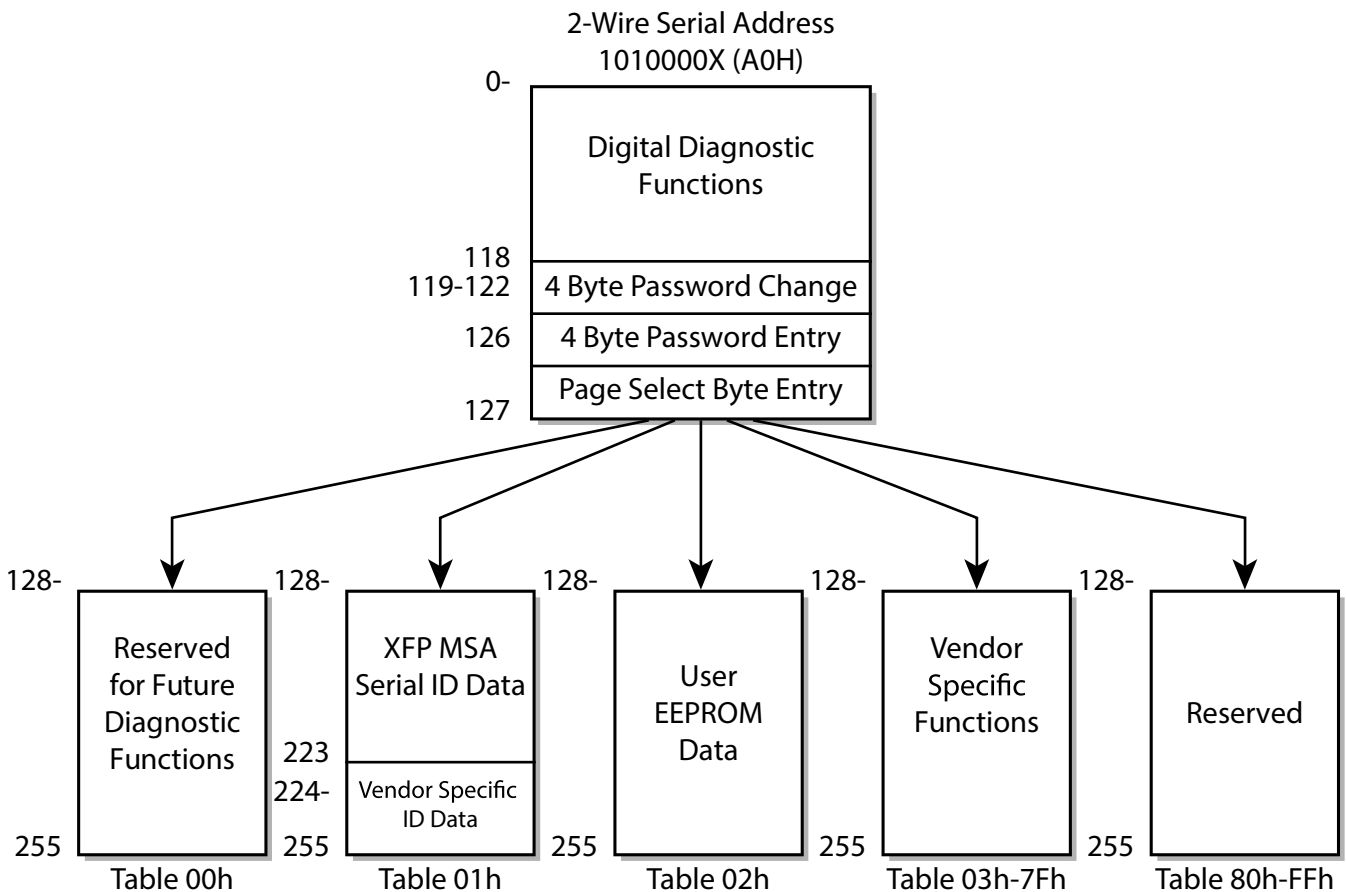 2-Wire Serial Address
1010000X (A0H)
0-
Digital Diagnostic
Functions
118
119-122
4 Byte Password Change
126
4 Byte Password Entry
Page Select Byte Entry
127
128-
Reserved
for Future
Diagnostic
Functions
255
Table 00h
128-
XFP MSA
Serial ID Data
223
224-
Vendor Specific
ID Data
255
Table 01h
128-
User
EEPROM
Data
255
Table 02h
128-
Vendor
Specific
Functions
255
Table 03h-7Fh
128-
Reserved
255
Table 80h-FFh